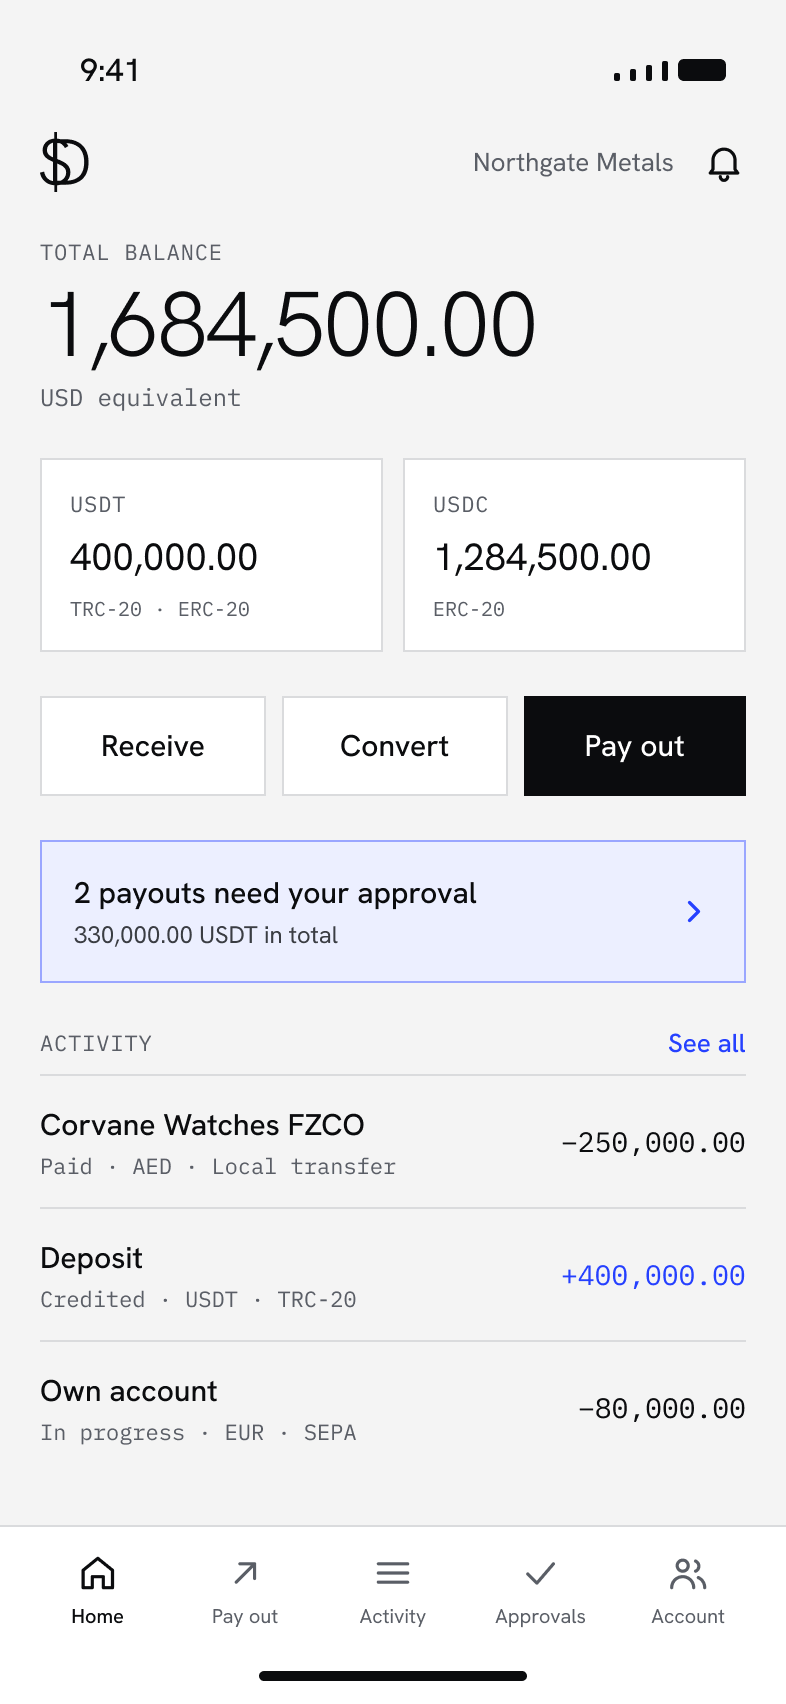 9:41
Northgate Metals
TOTAL BALANCE
1,684,500.00
USD equivalent
USDT
400,000.00
TRC-20 · ERC-20
USDC
1,284,500.00
ERC-20
Receive
Convert
Pay out
2 payouts need your approval
330,000.00 USDT in total
ACTIVITY
See all
Corvane Watches FZCO
−250,000.00
Paid · AED · Local transfer
Deposit
+400,000.00
Credited · USDT · TRC-20
Own account
−80,000.00
In progress · EUR · SEPA
Home
Pay out
Activity
Approvals
Account